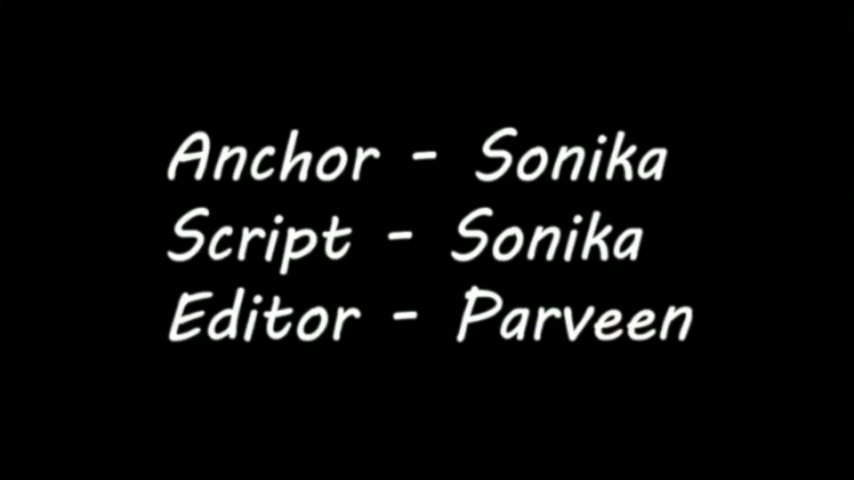 Anchor - Sonika
Script - Sonika
Editor - Parveen